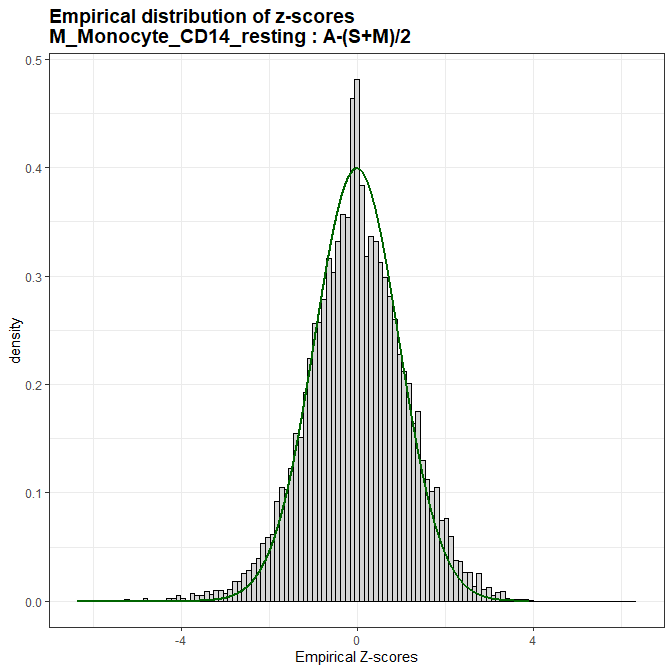 Empirical distribution of z-scores
M_Monocyte_CD14_resting : A-(S+M)/2
0.5
0.4
0.3
0.2
0.1
0.0
density
-4 0 4
Empirical Z-scores